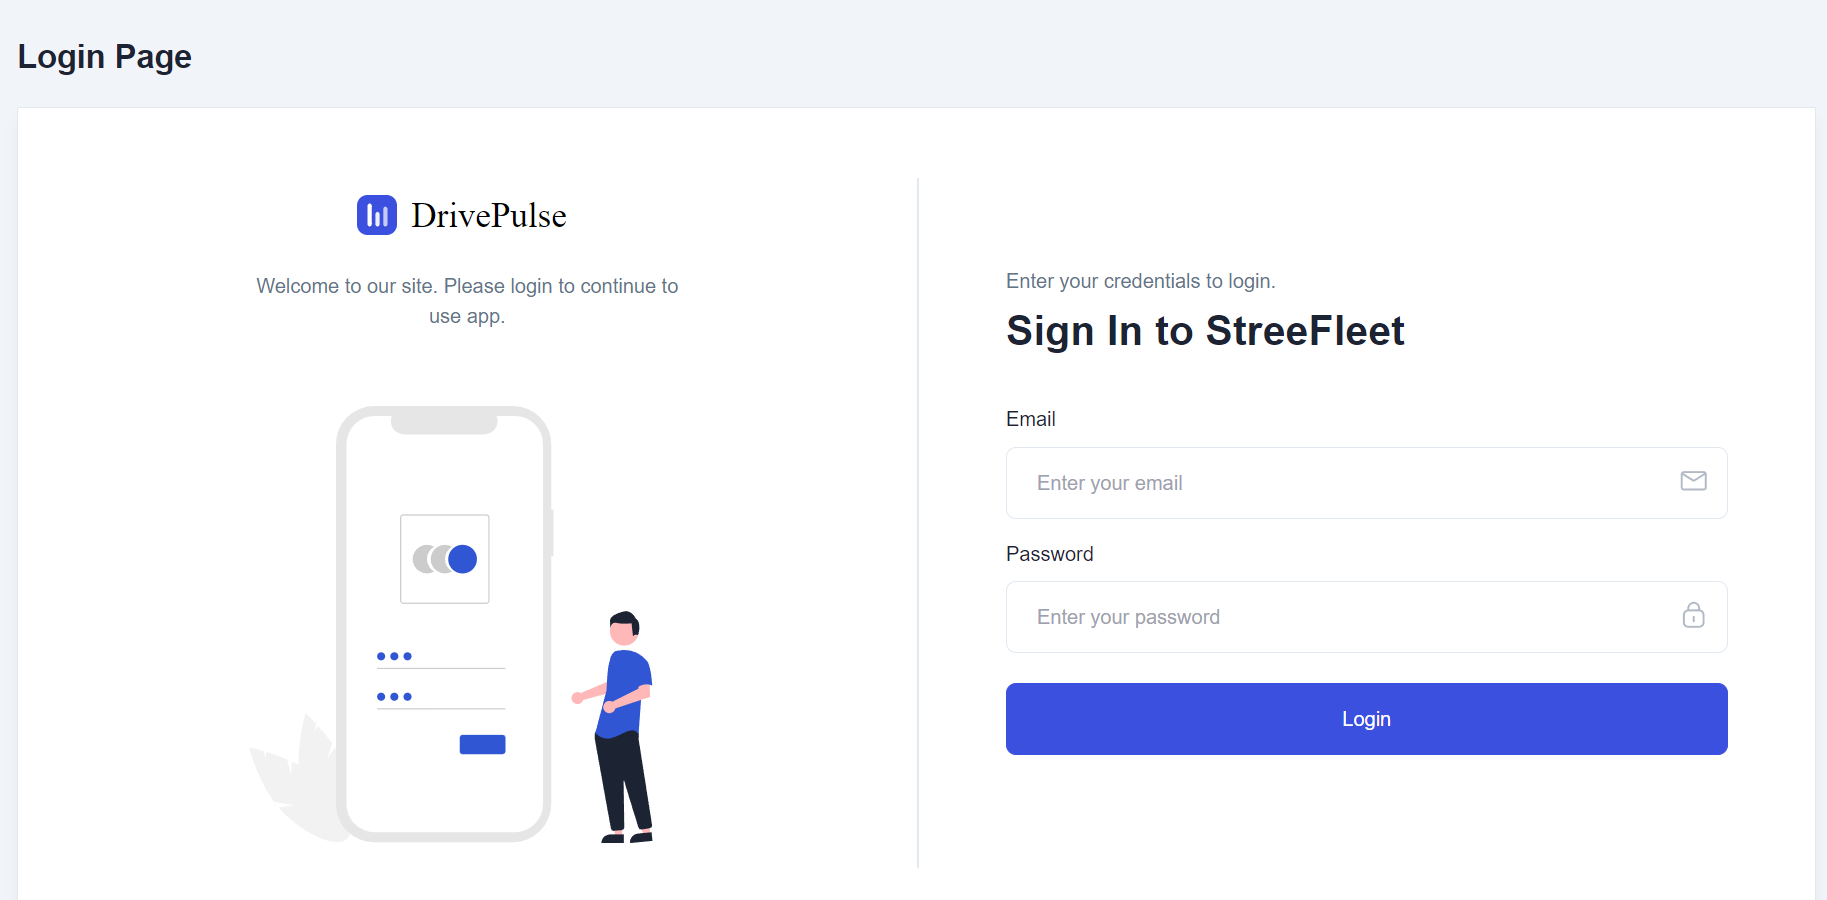 Login Page
DrivePulse
Welcome to our site. Please login to continue to
use app.
Enter your credentials to login.
Sign In to StreeFleet
Email
Enter your email
Password
Enter your password
Login